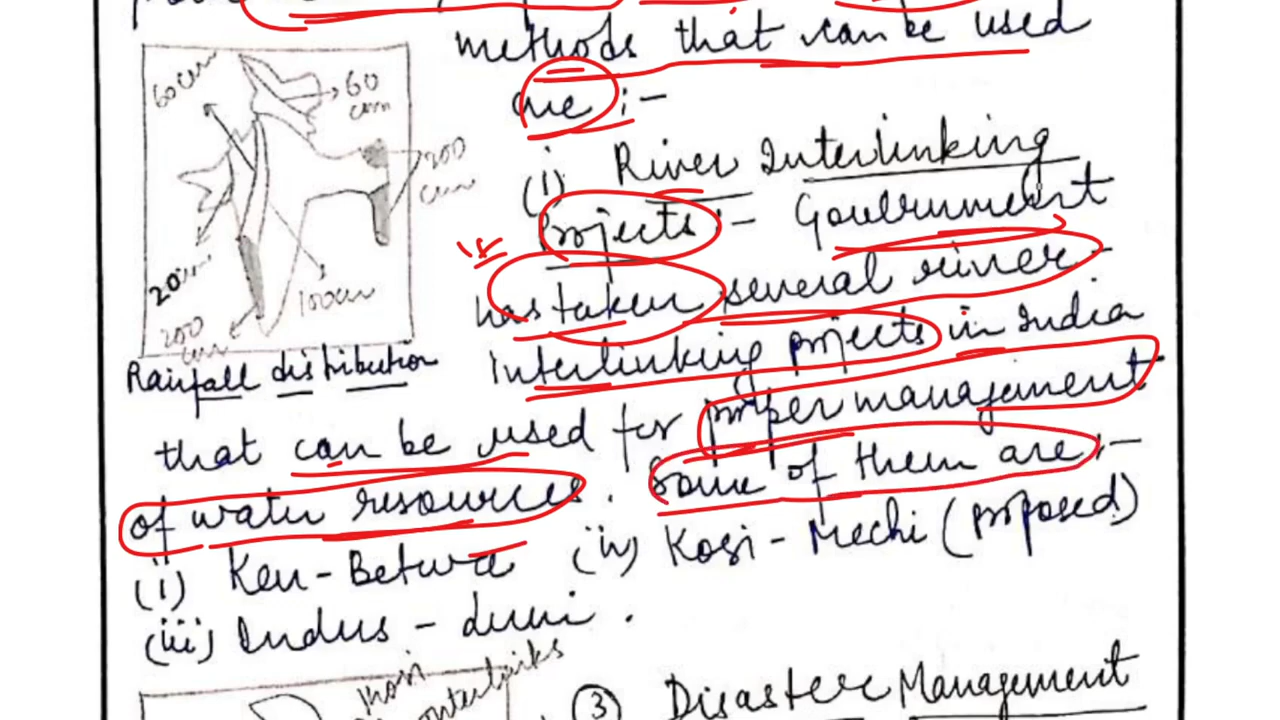 methods that can be used
are :-
(i) River Interlinking
Projects :- Government
has taken several river
interlinking projects in India
that can be used for proper management
of water resources. Some of them are :-
(i) Ken-Betwa (ii) Kosi-Mechi (proposed)
(iii) Indus - Luni .
60 cm
60 cm
200 cm
20 cm
100 cm
200 cm
Rainfall distribution
Interlinks
(3) Disaster Management